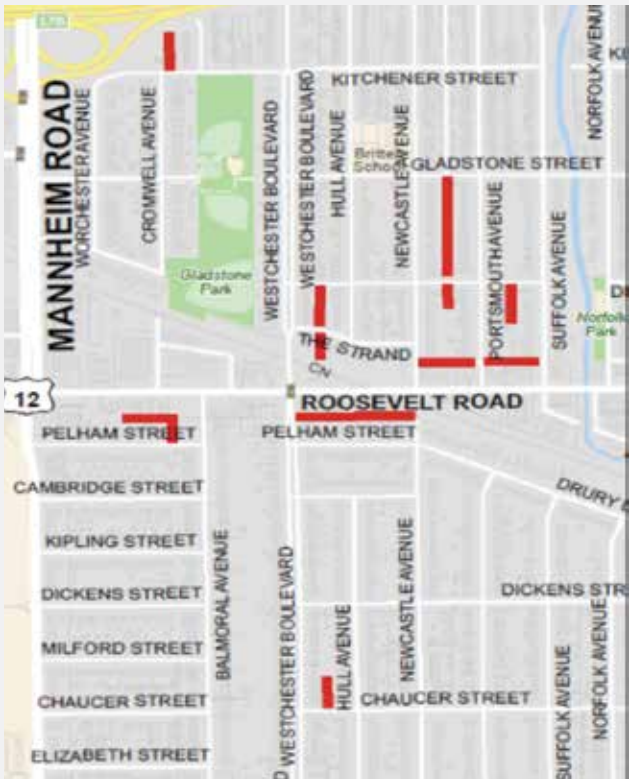 KITCHENER STREET
NORFOLK AVENU
MANNHEIM ROAD
WORCHESTER AVENUE
CROMWELL AVENUE
WESTCHESTER BOULEVARD
WESTCHESTER BOULEVARD
HULL AVENUE
School
NEWCASTLE AVENUE
GLADSTONE STREET
PORTSMOUTH AVENUE
SUFFOLK AVENUE
Gladstone
Park
THE STRAND
CN
Park
12
ROOSEVELT ROAD
PELHAM STREET
PELHAM STREET
CAMBRIDGE STREET
DRURY
KIPLING STREET
DICKENS STREET
DICKENS STR
BALMORAL AVENUE
WESTCHESTER BOULEVARD
NEWCASTLE AVENUE
MILFORD STREET
HULL AVENUE
SUFFOLK AVENUE
NORFOLK AVENUE
CHAUCER STREET
CHAUCER STREET
ELIZABETH STREET